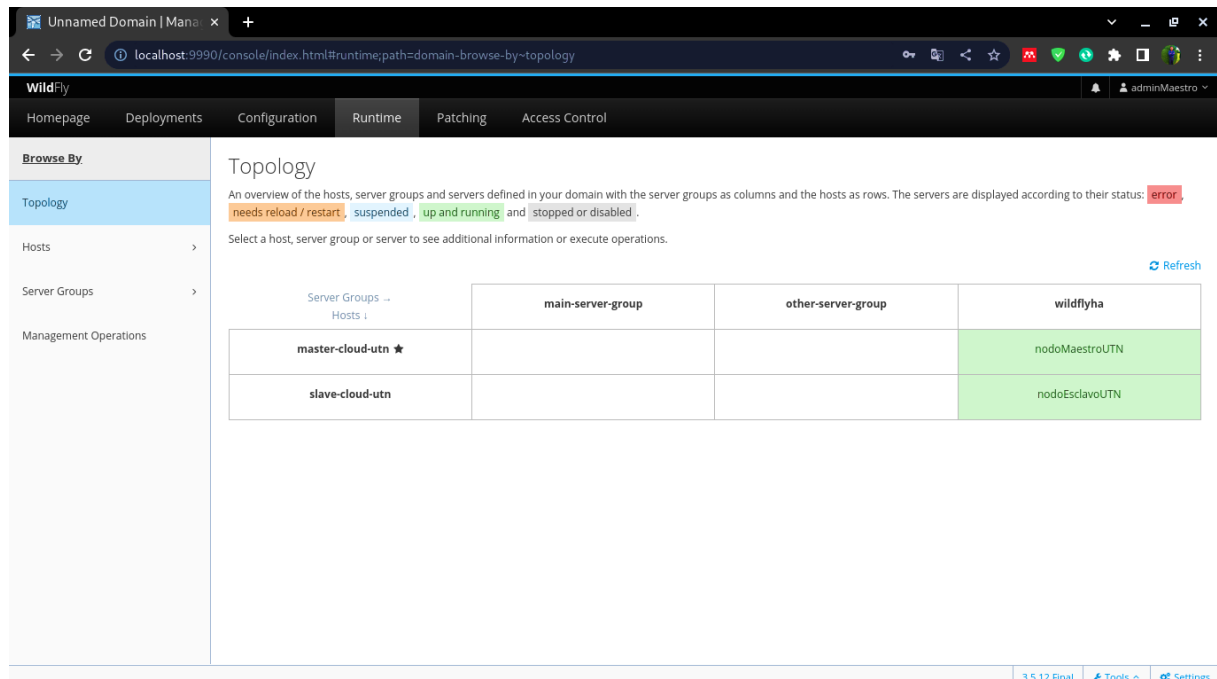 Unnamed Domain | Mana
localhost:9990/console/index.html#runtime;path=domain-browse-by~topology
WildFly
adminMaestro
Homepage Deployments Configuration Runtime Patching Access Control
Browse By
Topology
Hosts
Server Groups
Management Operations
Topology
An overview of the hosts, server groups and servers defined in your domain with the server groups as columns and the hosts as rows. The servers are displayed according to their status: error ,
needs reload / restart , suspended , up and running and stopped or disabled .
Select a host, server group or server to see additional information or execute operations.
Refresh
Server Groups → main-server-group other-server-group wildflyha
Hosts ↓
master-cloud-utn ★ nodoMaestroUTN
slave-cloud-utn nodoEsclavoUTN
3.5.12.Final Tools Settings